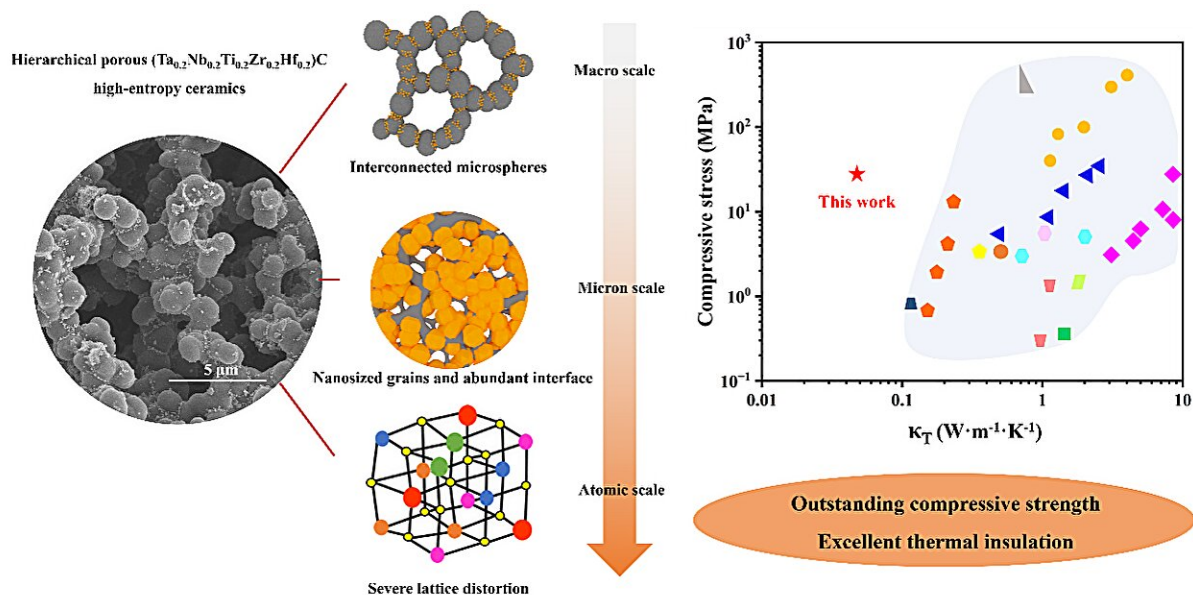 Hierarchical porous (Ta₀.₂Nb₀.₂Ti₀.₂Zr₀.₂Hf₀.₂)C
high-entropy ceramics
5 μm
Interconnected microspheres
Nanosized grains and abundant interface
Severe lattice distortion
Macro scale
Micron scale
Atomic scale
Compressive stress (MPa)
10³
10²
10¹
10⁰
10⁻¹
This work
0.01 0.1 1 10
κ_T (W·m⁻¹·K⁻¹)
Outstanding compressive strength
Excellent thermal insulation